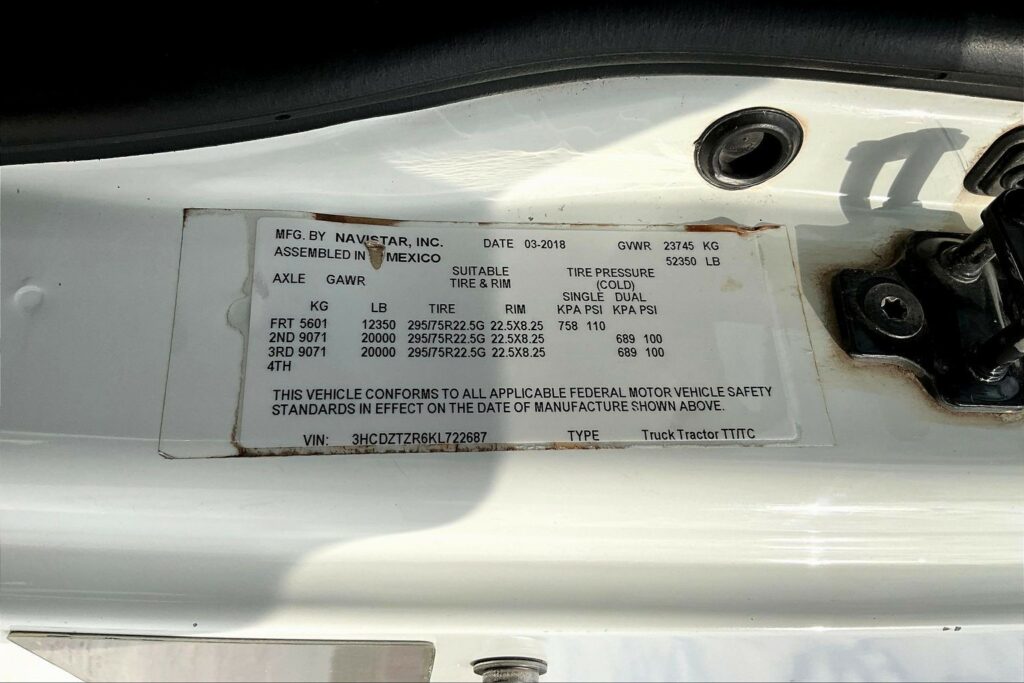 MFG. BY NAVISTAR, INC. DATE 03-2018 GVWR 23745 KG
ASSEMBLED IN MEXICO 52350 LB
AXLE GAWR SUITABLE TIRE & RIM TIRE PRESSURE (COLD)
SINGLE DUAL
KG LB TIRE RIM KPA PSI KPA PSI
FRT 5601 12350 295/75R22.5G 22.5X8.25 758 110
2ND 9071 20000 295/75R22.5G 22.5X8.25 689 100
3RD 9071 20000 295/75R22.5G 22.5X8.25 689 100
4TH
THIS VEHICLE CONFORMS TO ALL APPLICABLE FEDERAL MOTOR VEHICLE SAFETY
STANDARDS IN EFFECT ON THE DATE OF MANUFACTURE SHOWN ABOVE.
VIN: 3HCDZTZR6KL722687 TYPE Truck Tractor TT/TC